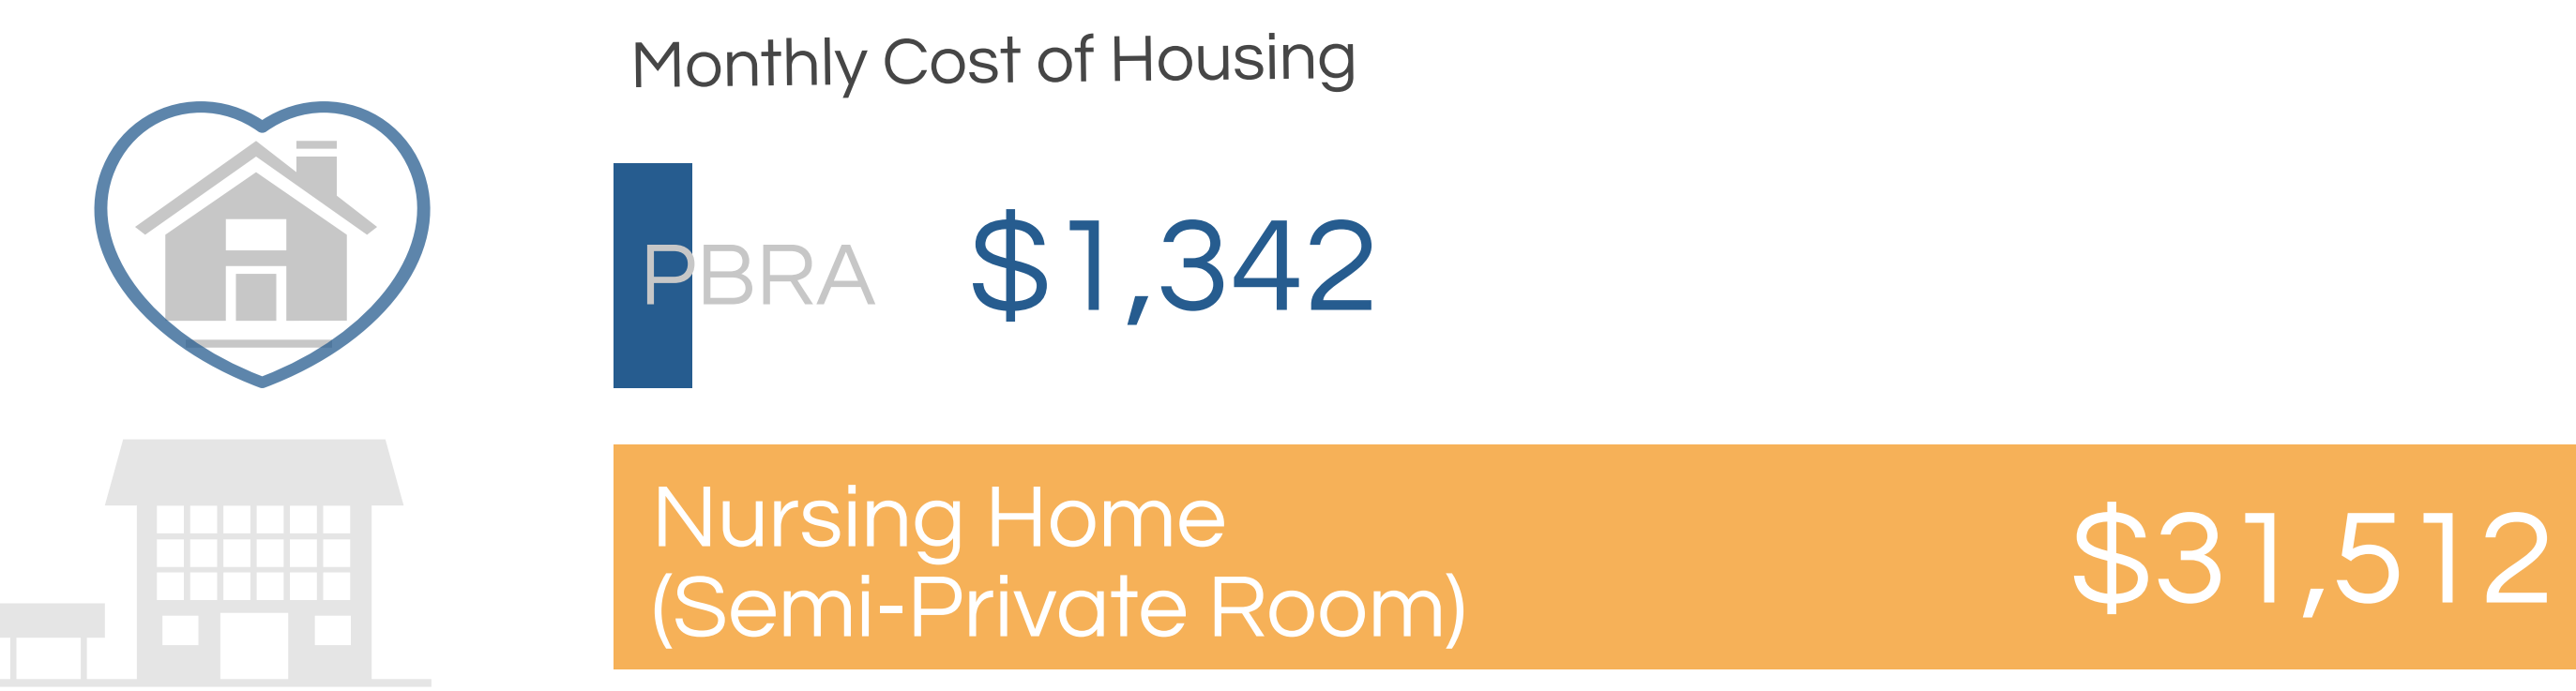 Monthly Cost of Housing
PBRA $1,342
Nursing Home
(Semi-Private Room)
$31,512